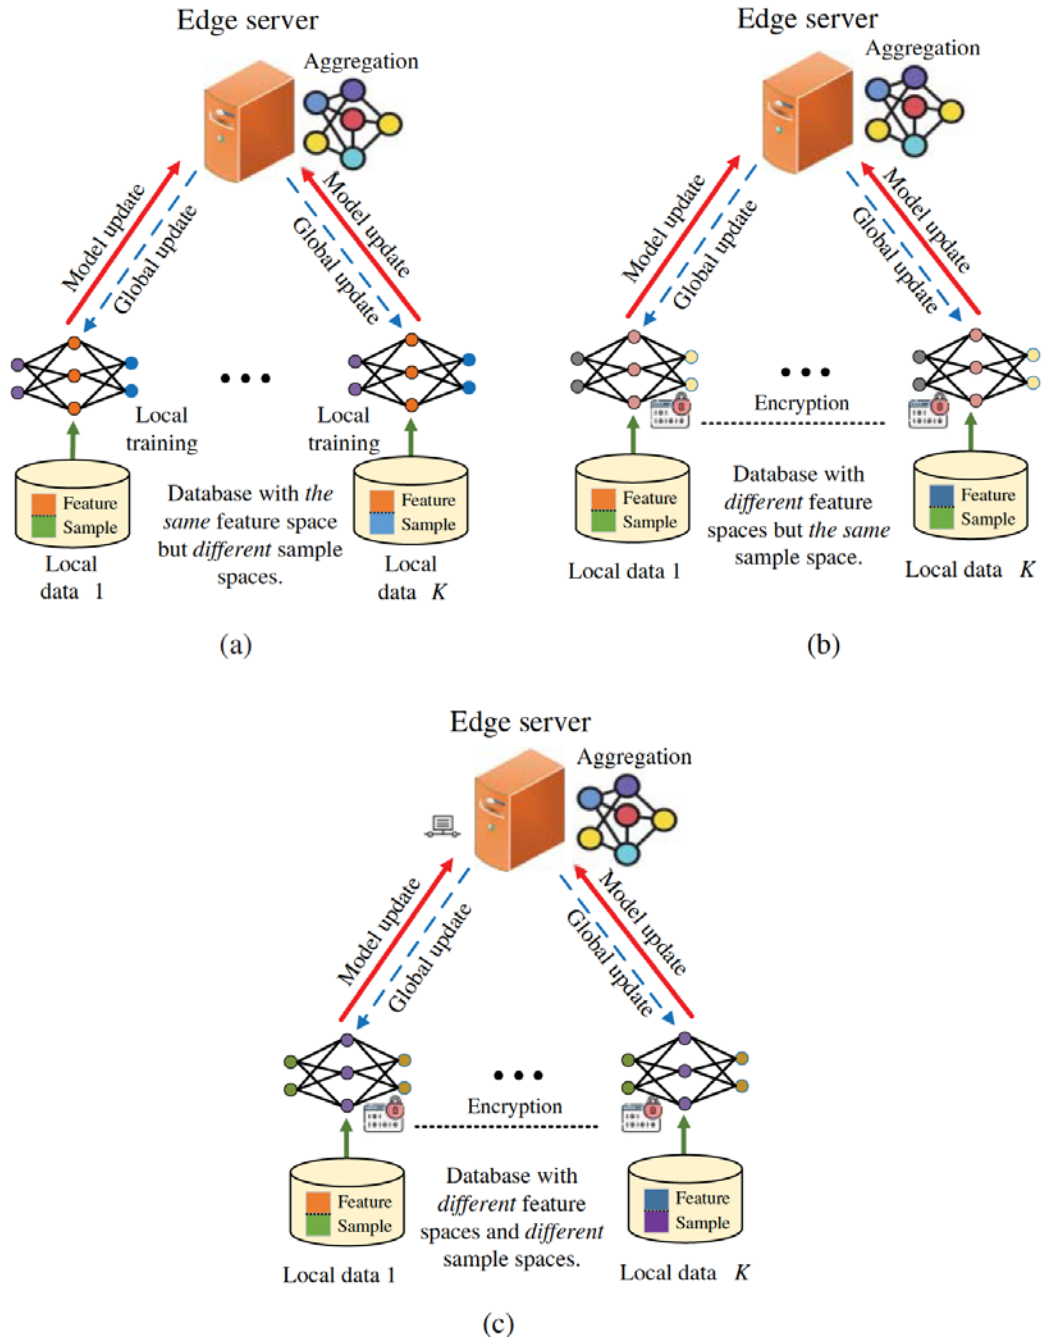 Edge server
Aggregation
Model update
Global update
Model update
Global update
Local
training
Local
training
Feature
Sample
Database with the
same feature space
but different sample
spaces.
Feature
Sample
Local
data 1
Local
data K
(a)
Edge server
Aggregation
Model update
Global update
Model update
Global update
Encryption
Feature
Sample
Database with
different feature
spaces but the same
sample space.
Feature
Sample
Local data 1
Local data K
(b)
Edge server
Aggregation
Model update
Global update
Model update
Global update
Encryption
Feature
Sample
Database with
different feature
spaces and different
sample spaces.
Feature
Sample
Local data 1
Local data K
(c)